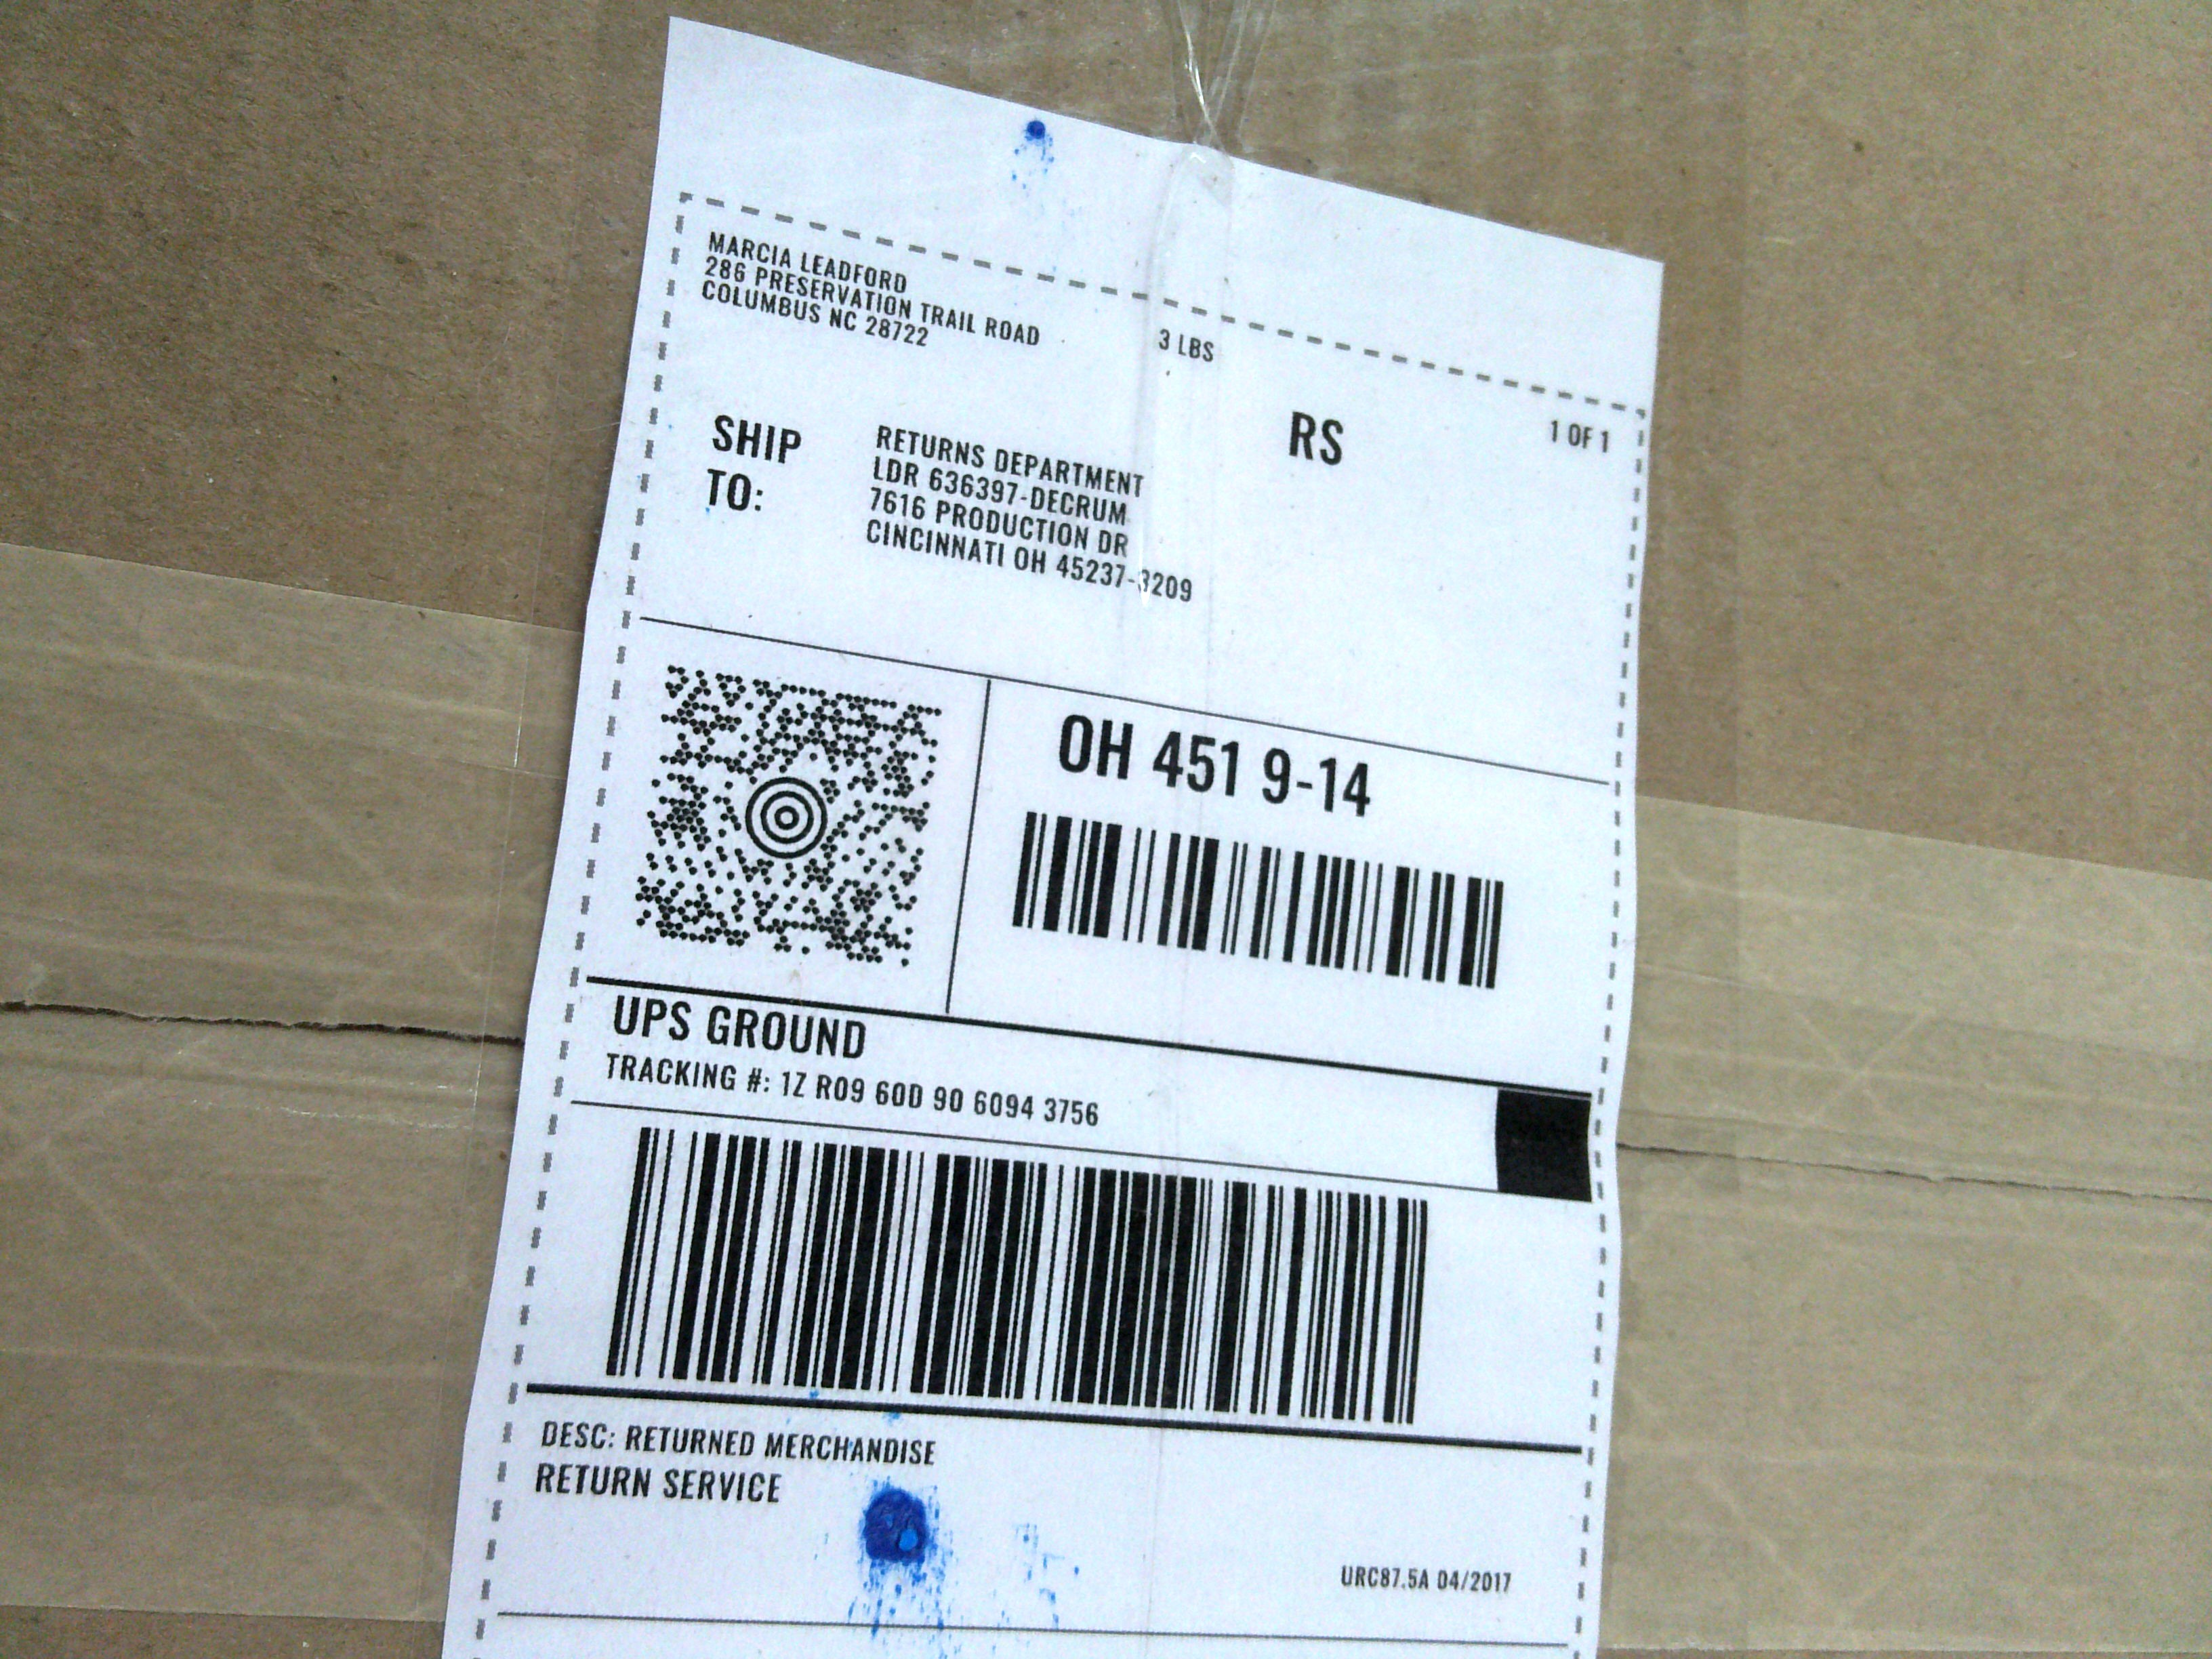 MARCIA LEADFORD
286 PRESERVATION TRAIL ROAD
COLUMBUS NC 28722
3 LBS
RS
1 OF 1
SHIP
TO:
RETURNS DEPARTMENT
LDR 636397-DECRUM
7616 PRODUCTION DR
CINCINNATI OH 45237-3209
OH 451 9-14
UPS GROUND
TRACKING #: 1Z R09 60D 90 6094 3756
DESC: RETURNED MERCHANDISE
RETURN SERVICE
URC87.5A 04/2017